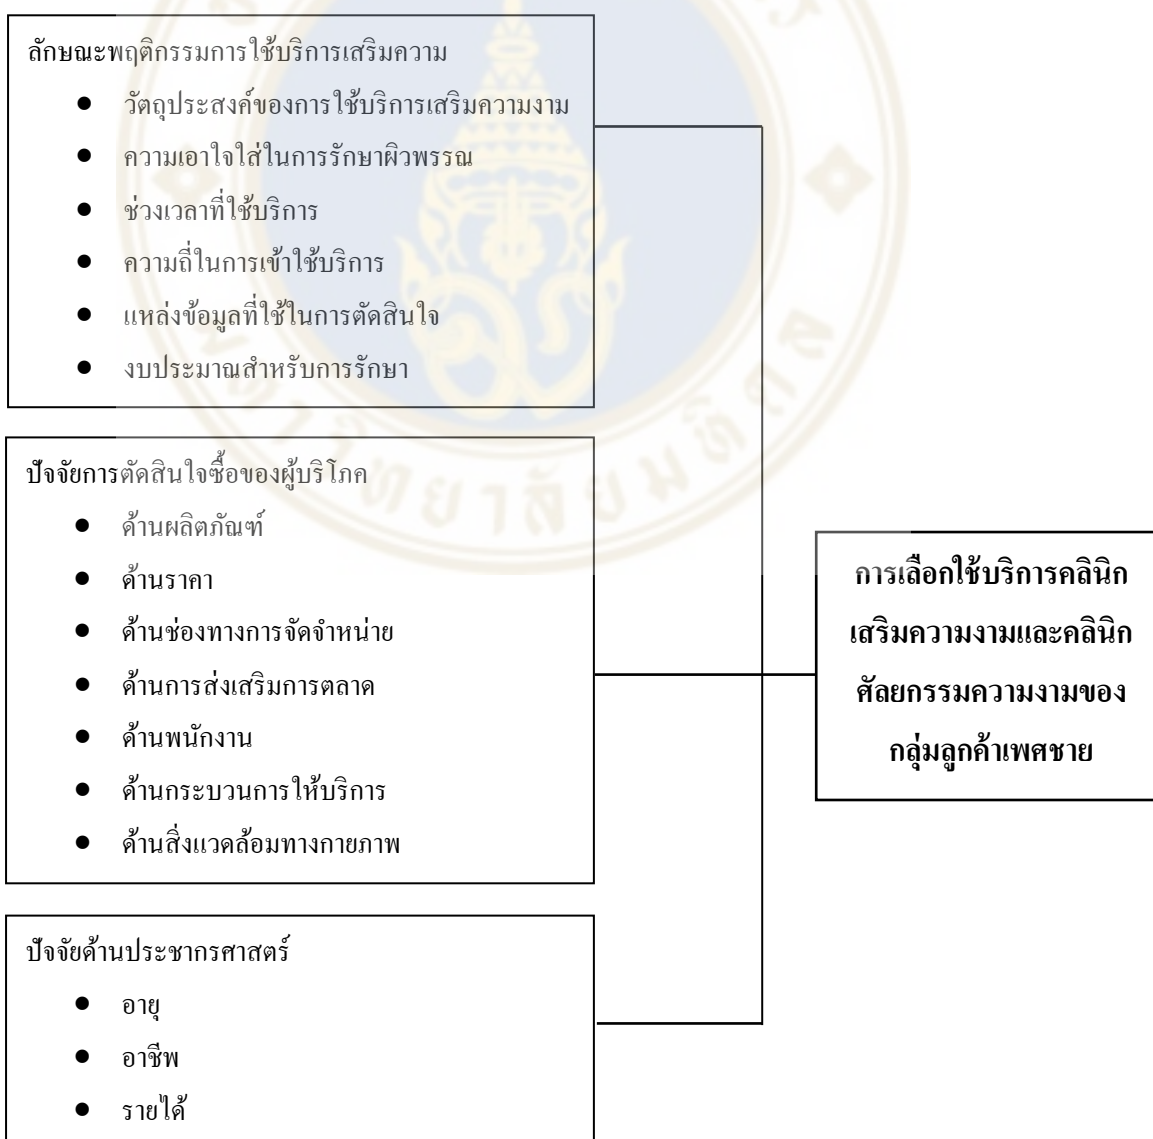 ลักษณะพฤติกรรมการใช้บริการเสริมความ
● วัตถุประสงค์ของการใช้บริการเสริมความงาม
● ความเอาใจใส่ในการรักษาผิวพรรณ
● ช่วงเวลาที่ใช้บริการ
● ความถี่ในการเข้าใช้บริการ
● แหล่งข้อมูลที่ใช้ในการตัดสินใจ
● งบประมาณสำหรับการรักษา
ปัจจัยการตัดสินใจซื้อของผู้บริโภค
● ด้านผลิตภัณฑ์
● ด้านราคา
● ด้านช่องทางการจัดจำหน่าย
● ด้านการส่งเสริมการตลาด
● ด้านพนักงาน
● ด้านกระบวนการให้บริการ
● ด้านสิ่งแวดล้อมทางกายภาพ
ปัจจัยด้านประชากรศาสตร์
● อายุ
● อาชีพ
● รายได้
การเลือกใช้บริการคลินิก
เสริมความงามและคลินิก
ศัลยกรรมความงามของ
กลุ่มลูกค้าเพศชาย